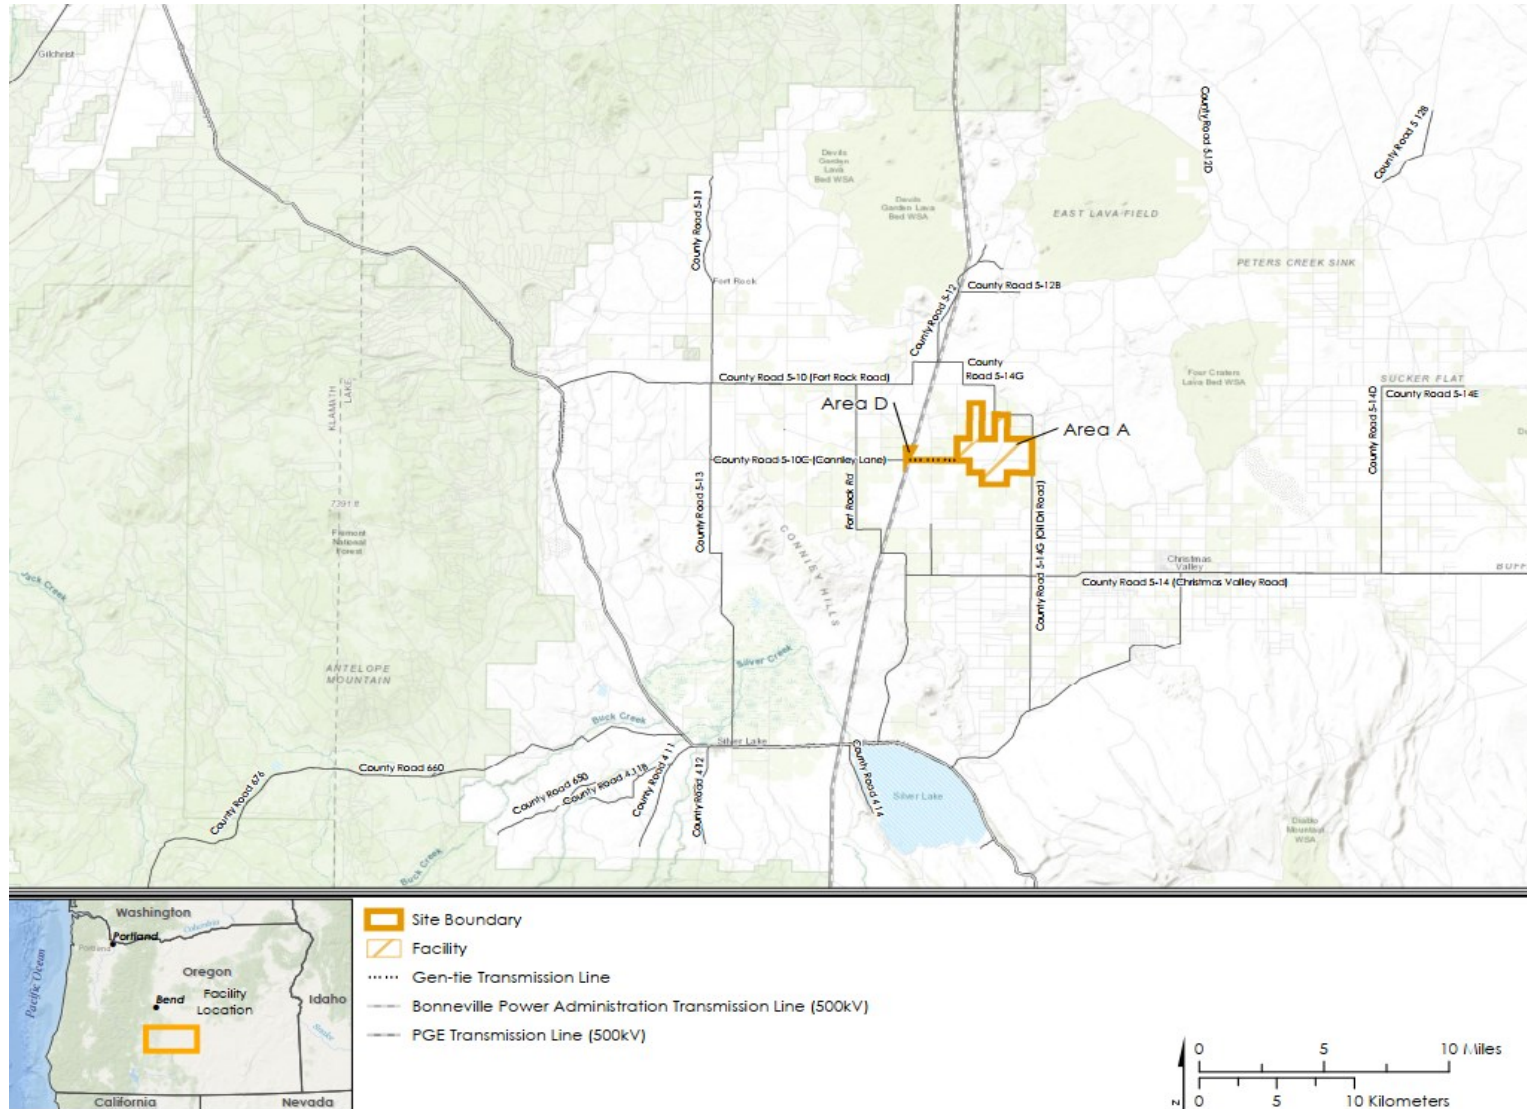 Gilchrist
Devils
Garden
Lava
Bed WSA
Devils
Garden Lava
Bed WSA
EAST LAVA FIELD
County Road 5-12D
County Road 5 12B
PETERS CREEK SINK
County Road 5-11
Fort Rock
County Road 5-12
County Road 5-12B
County
Road 5-14G
County Road 5-10 (Fort Rock Road)
Four Craters
Lava Bed WSA
SUCKER FLAT
County Road 5-14E
County Road 5-14D
KLAMATH
LAKE
Area D
Area A
County Road 5-10C (Connley Lane)
County Road 5-13
Fort Rock Rd
7391 ft
Fremont
National
Forest
CONNLEY HILLS
County Road 5-14G (Oil Dri Road)
Christmas
Valley
County Road 5-14 (Christmas Valley Road)
BUFF
Jack Creek
ANTELOPE
MOUNTAIN
Silver Creek
Buck Creek
Silver Lake
County Road 660
County Road 676
County Road 650
County Road 4-11B
County Road 4 11
County Road 412
County Road 4 14
Silver Lake
Diablo
Mountain
WSA
Buck Creek
Washington
Portland
Portland
Columbia
Oregon
Bend
Facility
Location
Idaho
Snake
Pacific Ocean
California
Nevada
Site Boundary
Facility
Gen-tie Transmission Line
Bonneville Power Administration Transmission Line (500kV)
PGE Transmission Line (500kV)
N
0 5 10 Miles
0 5 10 Kilometers